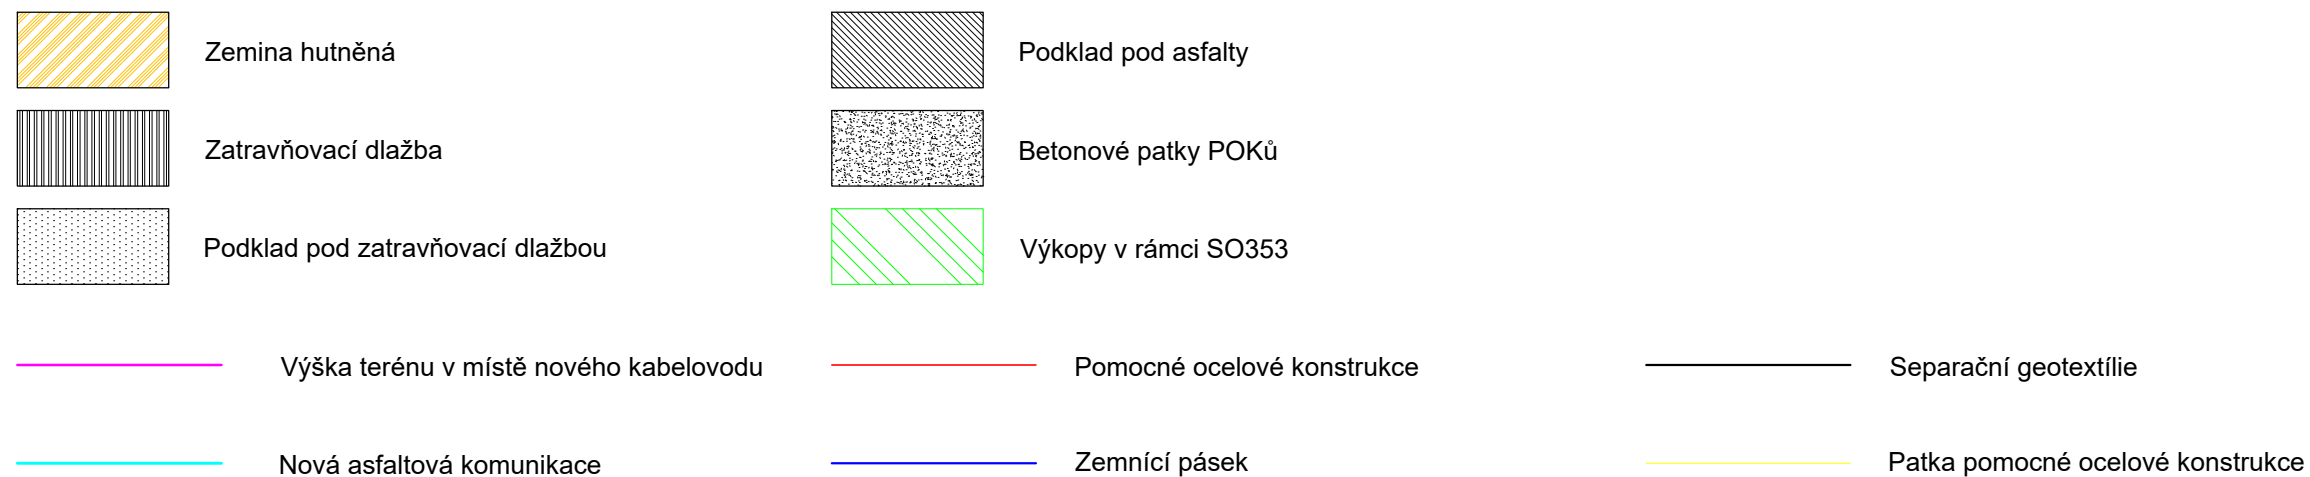 Zemina hutněná
Podklad pod asfalty
Zatravňovací dlažba
Betonové patky POKů
Podklad pod zatravňovací dlažbou
Výkopy v rámci SO353
Výška terénu v místě nového kabelovodu
Pomocné ocelové konstrukce
Separační geotextílie
Nová asfaltová komunikace
Zemnící pásek
Patka pomocné ocelové konstrukce